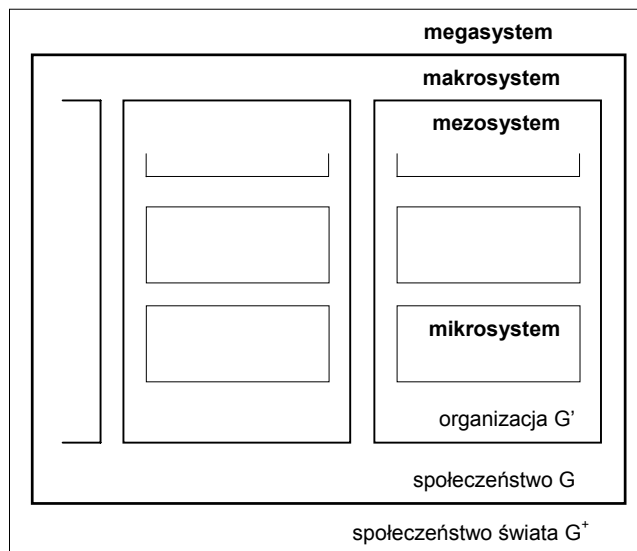 megasystem
makrosystem
mezosystem
mikrosystem
organizacja G’
społeczeństwo G
społeczeństwo świata G⁺